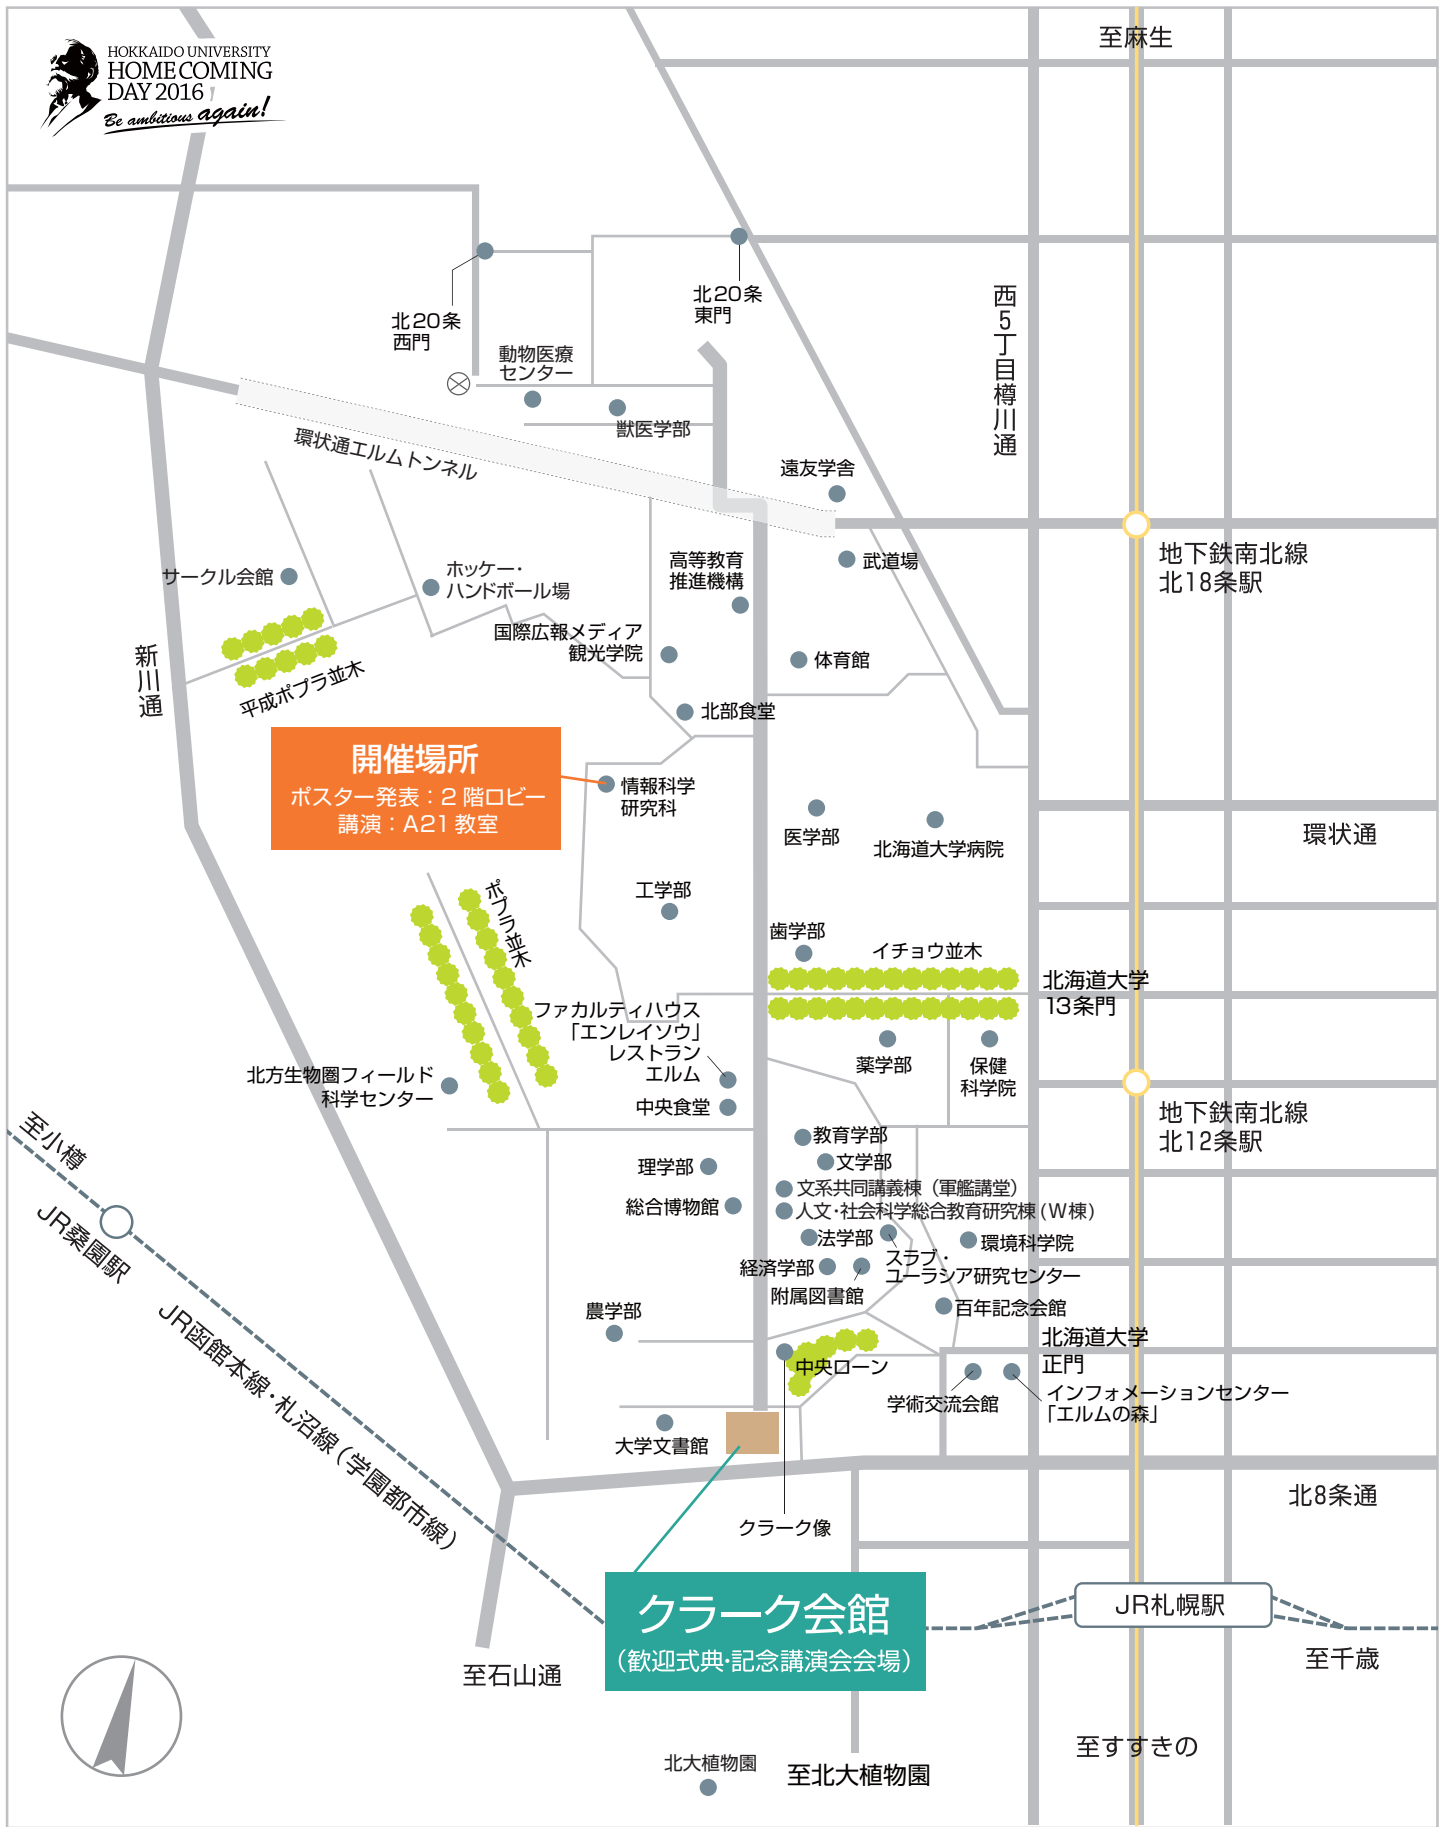 HOKKAIDO UNIVERSITY
HOME COMING
DAY 2016
Be ambitious again!
至麻生
北20条
西門
北20条
東門
西5丁目樽川通
動物医療
センター
獣医学部
環状通エルムトンネル
遠友学舎
地下鉄南北線
北18条駅
高等教育
推進機構
武道場
サークル会館
ホッケー・
ハンドボール場
国際広報メディア
観光学院
体育館
新川通
平成ポプラ並木
北部食堂
開催場所
ポスター発表：2階ロビー
講演：A21教室
情報科学
研究科
医学部
北海道大学病院
環状通
工学部
ポプラ並木
歯学部
イチョウ並木
北海道大学
13条門
ファカルティハウス
「エンレイソウ」
レストラン
エルム
薬学部
保健
科学院
北方生物圏フィールド
科学センター
中央食堂
地下鉄南北線
北12条駅
至小樽
教育学部
文学部
理学部
文系共同講義棟（軍艦講堂）
総合博物館
人文・社会科学総合教育研究棟(W棟)
JR桑園駅
法学部
環境科学院
スラブ・
ユーラシア研究センター
経済学部
附属図書館
百年記念会館
農学部
JR函館本線・札沼線（学園都市線）
北海道大学
正門
中央ローン
学術交流会館
インフォメーションセンター
「エルムの森」
大学文書館
北8条通
クラーク像
クラーク会館
（歓迎式典・記念講演会会場）
JR札幌駅
至千歳
至石山通
至すすきの
北大植物園
至北大植物園